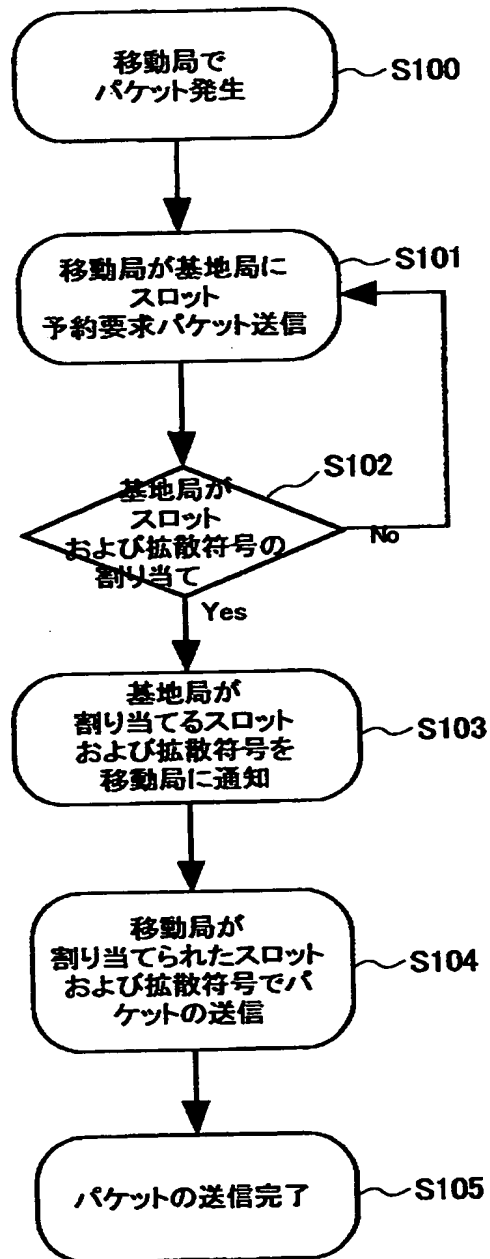 移動局で
パケット発生
S100
移動局が基地局に
スロット
予約要求パケット送信
S101
基地局が
スロット
および拡散符号の
割り当て
S102
No
Yes
基地局が
割り当てるスロット
および拡散符号を
移動局に通知
S103
移動局が
割り当てられたスロット
および拡散符号でパ
ケットの送信
S104
パケットの送信完了
S105